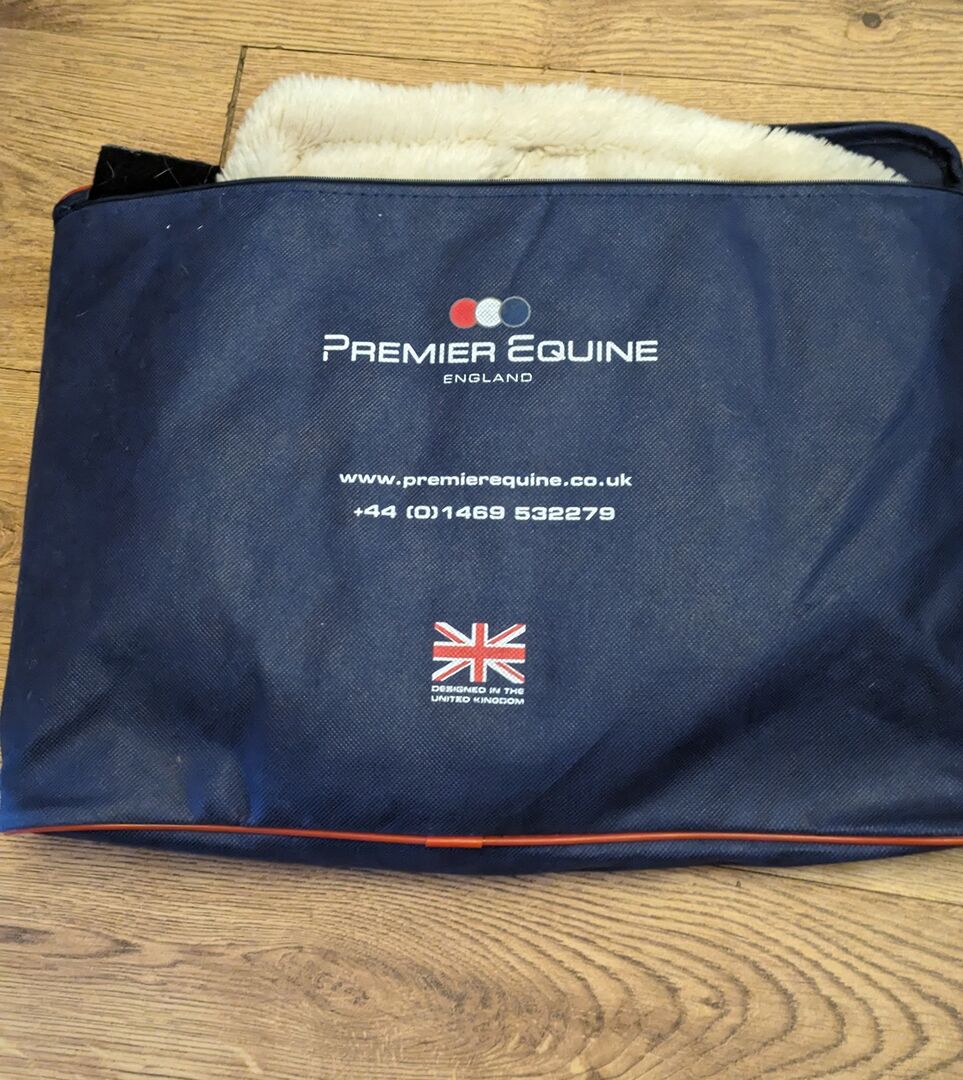 PREMIER EQUINE
ENGLAND
www.premierequine.co.uk
+44 (0)1469 532279
DESIGNED IN THE
UNITED KINGDOM